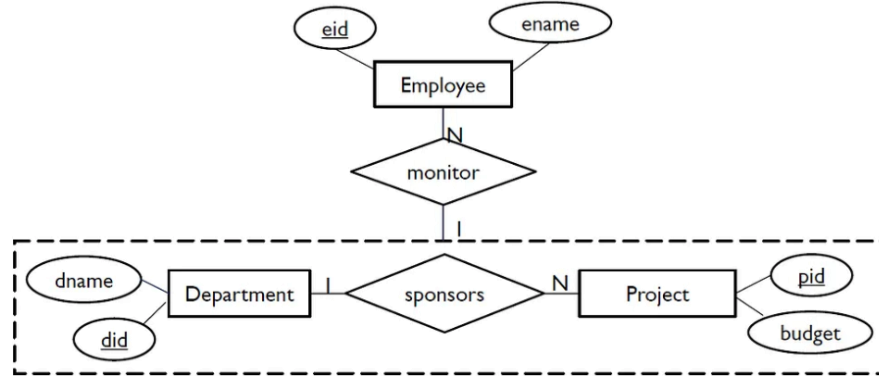 eid
ename
Employee
N
monitor
1
dname
Department
1
sponsors
N
Project
pid
did
budget